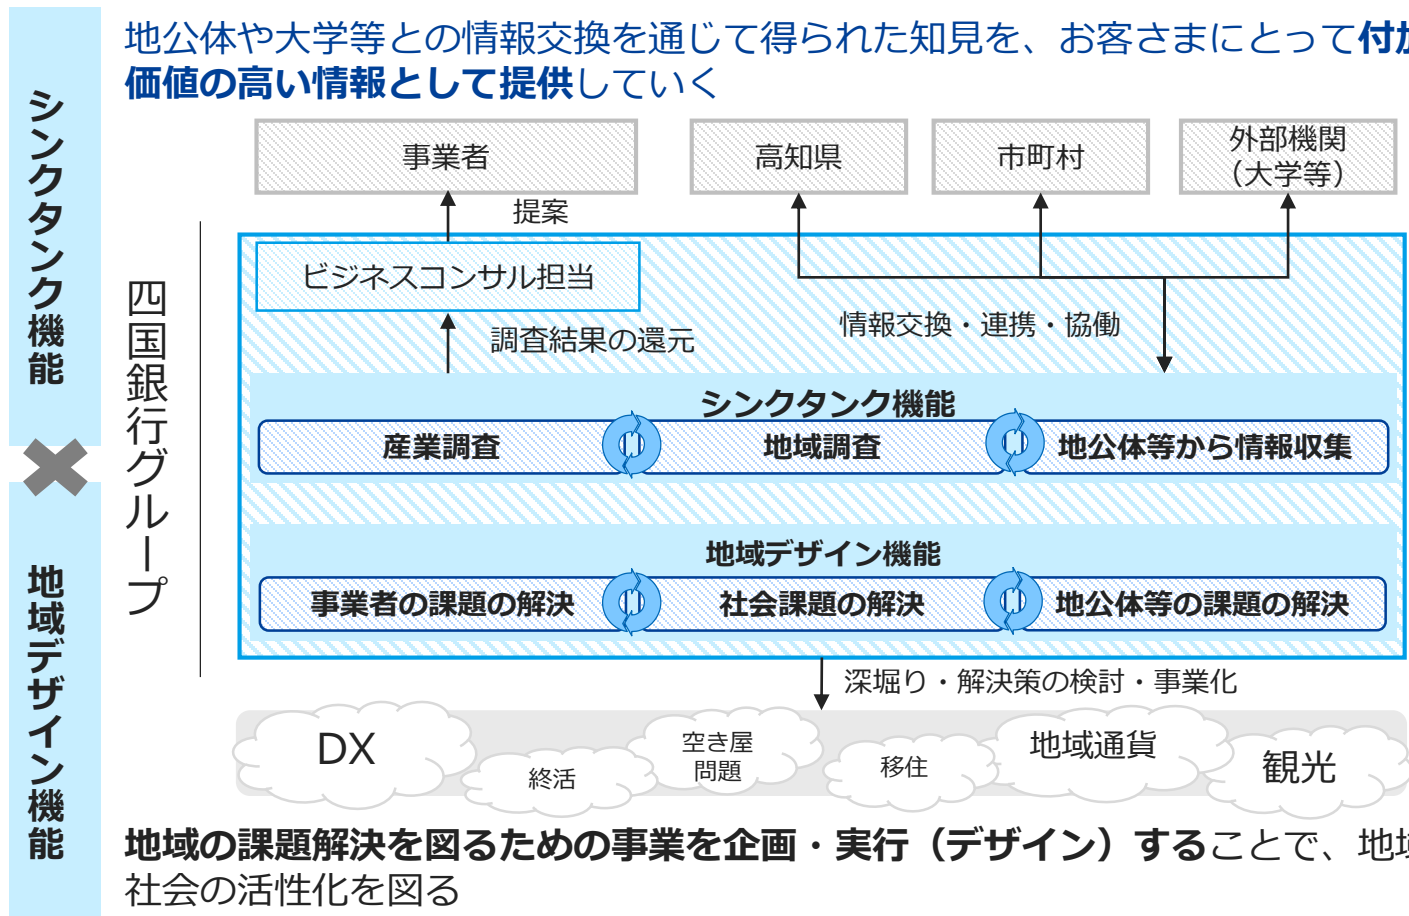 シンクタンク機能
地域デザイン機能
地公体や大学等との情報交換を通じて得られた知見を、お客さまにとって付
価値の高い情報として提供していく
事業者
高知県
市町村
外部機関
（大学等）
提案
四国銀行グループ
ビジネスコンサル担当
調査結果の還元
情報交換・連携・協働
シンクタンク機能
産業調査
地域調査
地公体等から情報収集
地域デザイン機能
事業者の課題の解決
社会課題の解決
地公体等の課題の解決
深堀り・解決策の検討・事業化
DX
終活
空き屋
問題
移住
地域通貨
観光
地域の課題解決を図るための事業を企画・実行（デザイン）することで、地
社会の活性化を図る